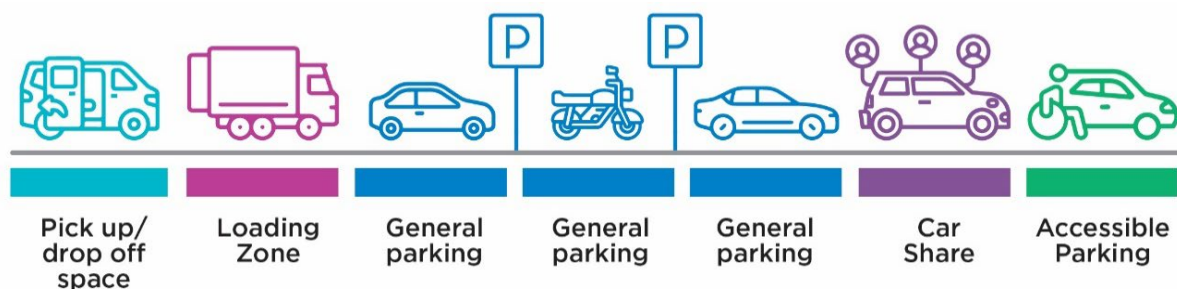 P
P
Pick up/
drop off
space
Loading
Zone
General
parking
General
parking
General
parking
Car
Share
Accessible
Parking